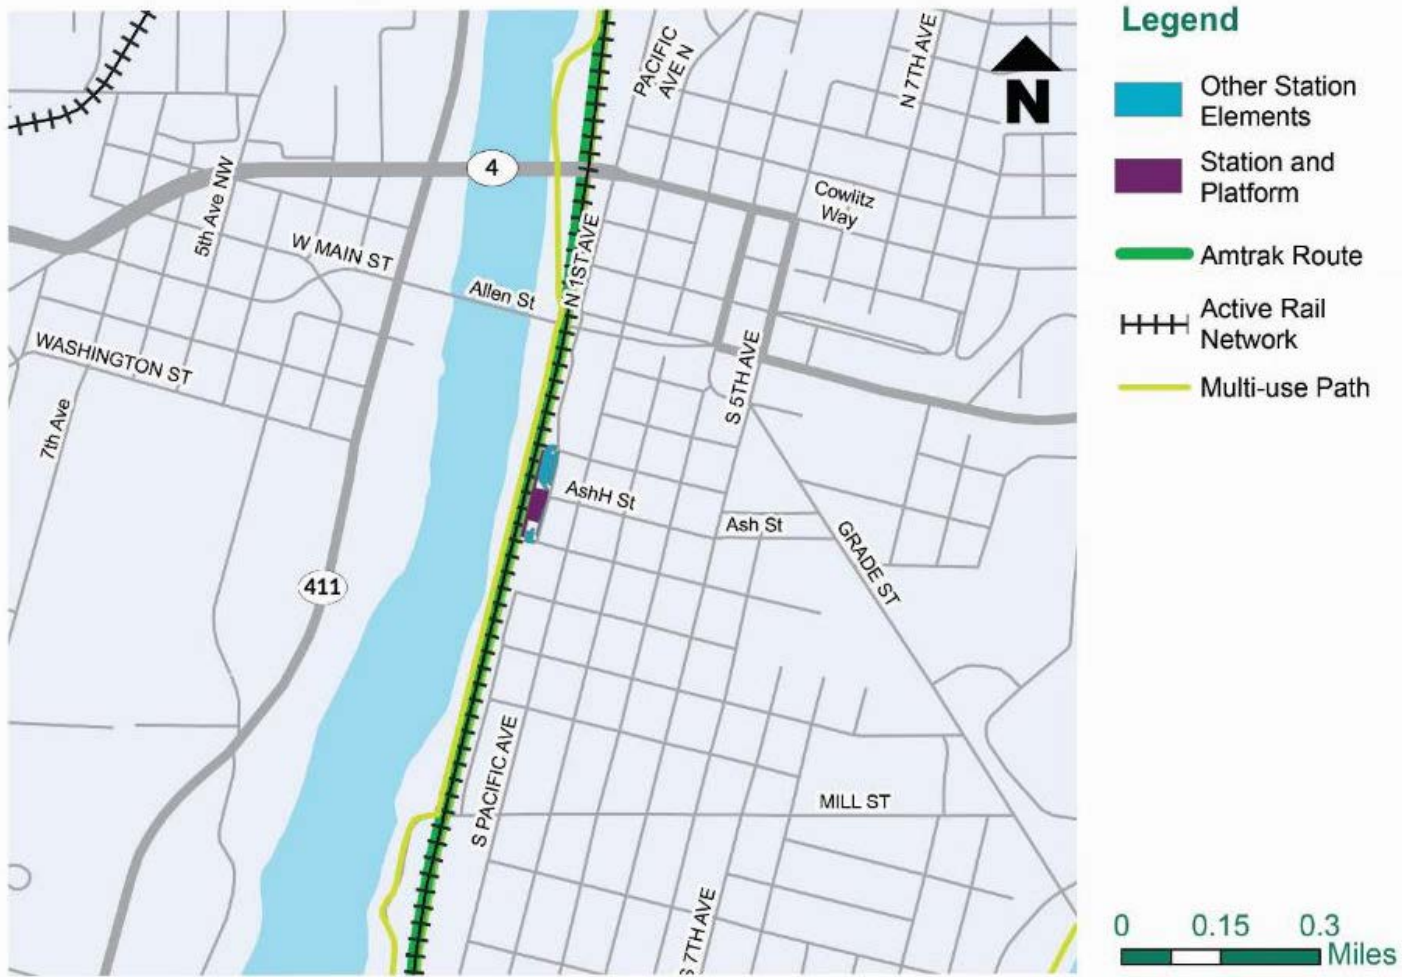 PACIFIC
AVE N
N 7TH AVE
N
4
Cowlitz
Way
5th Ave NW
W MAIN ST
N 1ST AVE
Allen St
WASHINGTON ST
S 5TH AVE
7th Ave
AshH St
Ash St
GRADE ST
411
S PACIFIC AVE
MILL ST
S 7TH AVE
Legend
Other Station
Elements
Station and
Platform
Amtrak Route
Active Rail
Network
Multi-use Path
0 0.15 0.3
Miles